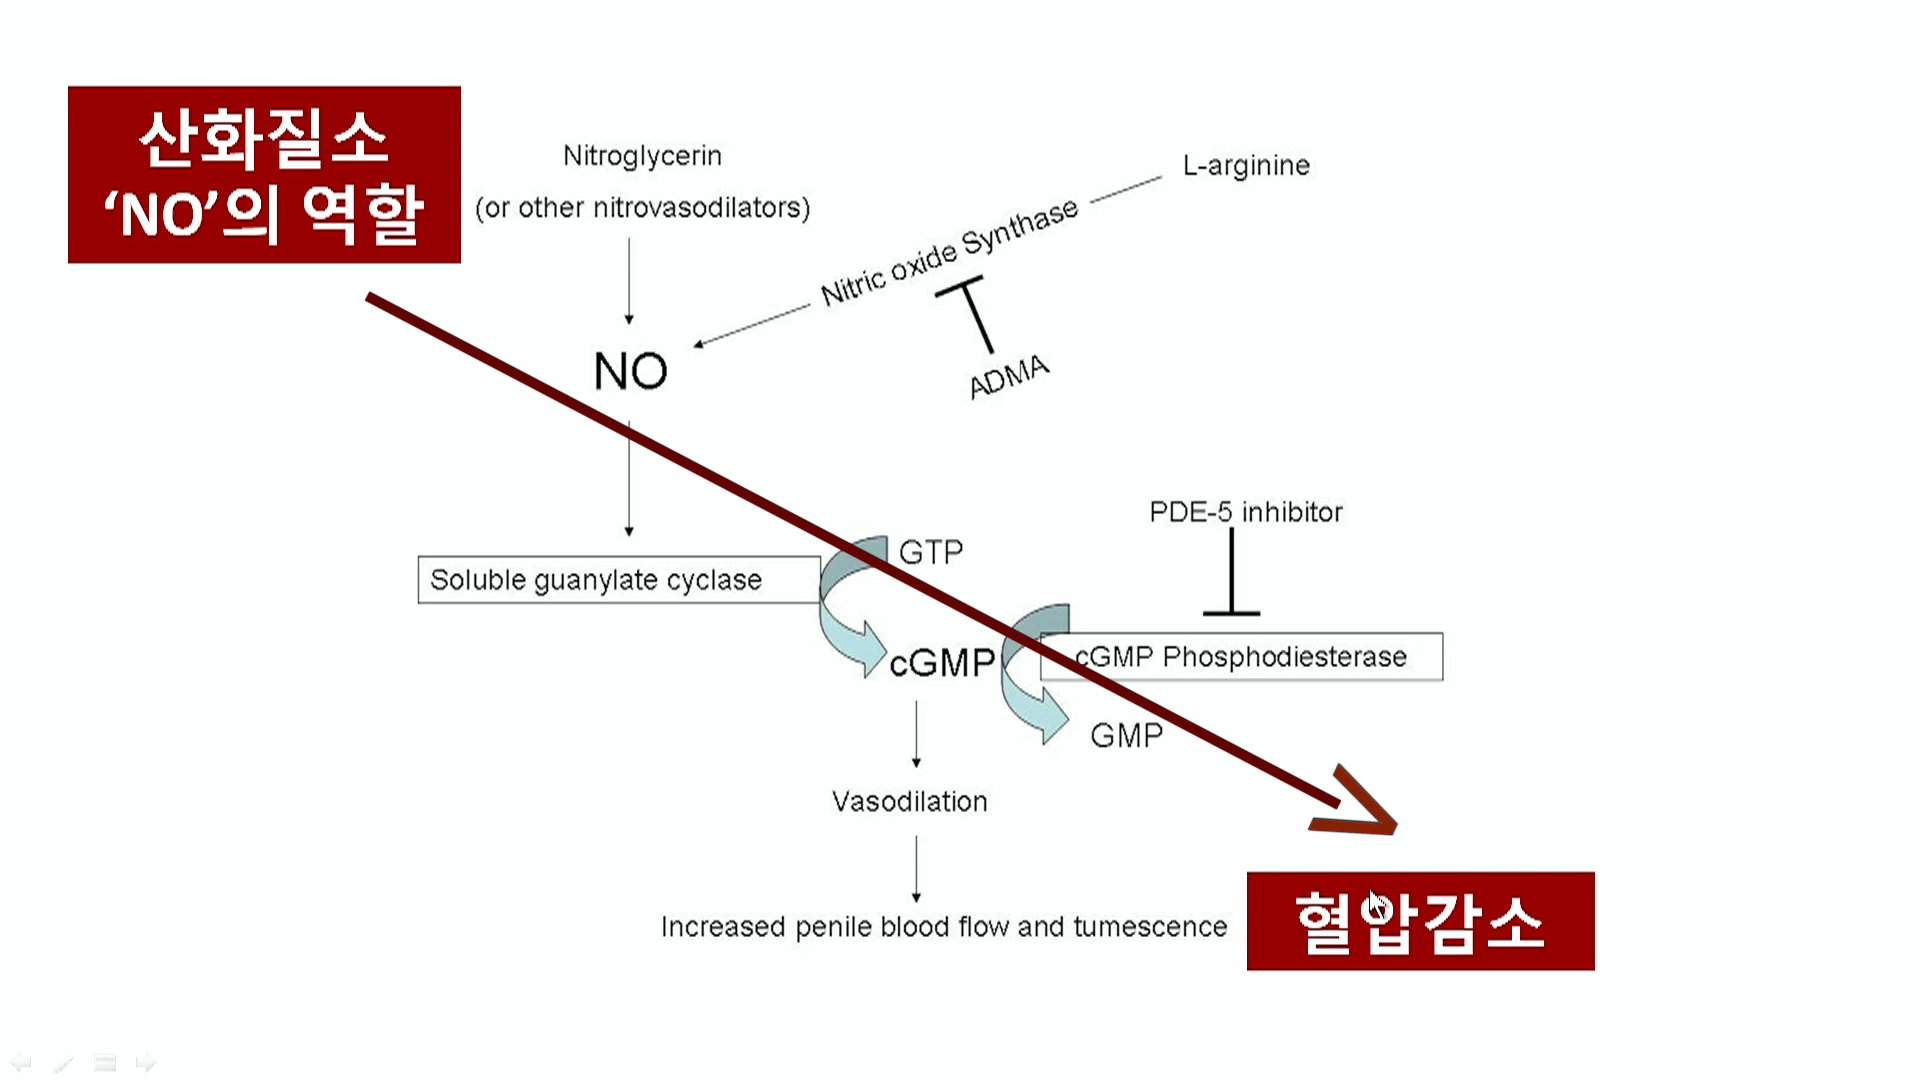 산화질소
‘NO’의 역할
Nitroglycerin
(or other nitrovasodilators)
L-arginine
Nitric oxide Synthase
ADMA
NO
PDE-5 inhibitor
GTP
Soluble guanylate cyclase
cGMP
cGMP Phosphodiesterase
GMP
Vasodilation
Increased penile blood flow and tumescence
혈압감소